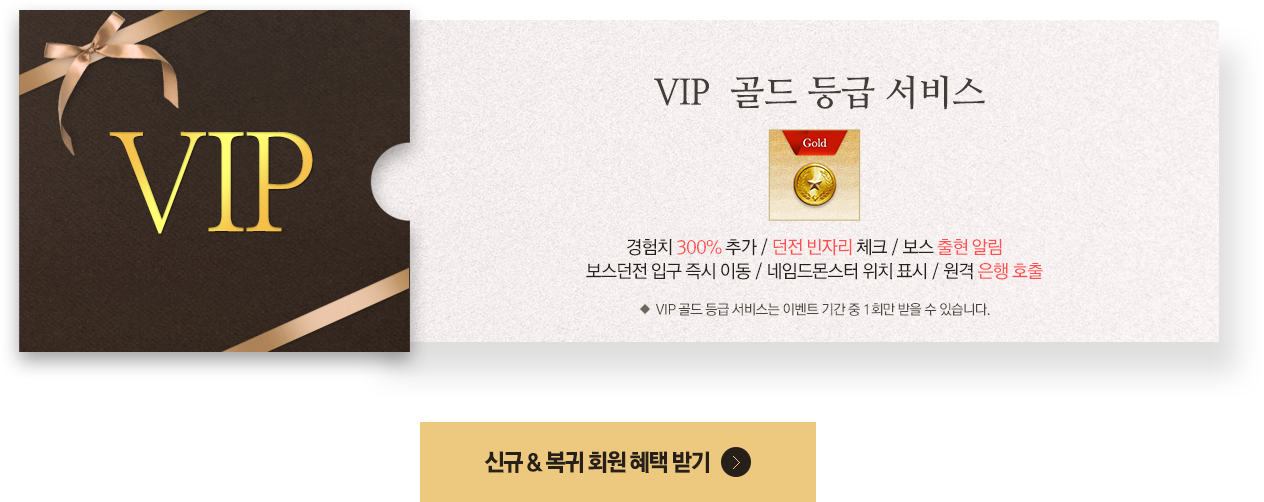 VIP
VIP 골드 등급 서비스
Gold
경험치 300% 추가 / 던전 빈자리 체크 / 보스 출현 알림
보스던전 입구 즉시 이동 / 네임드몬스터 위치 표시 / 원격 은행 호출
◆ VIP 골드 등급 서비스는 이벤트 기간 중 1회만 받을 수 있습니다.
신규 & 복귀 회원 혜택 받기